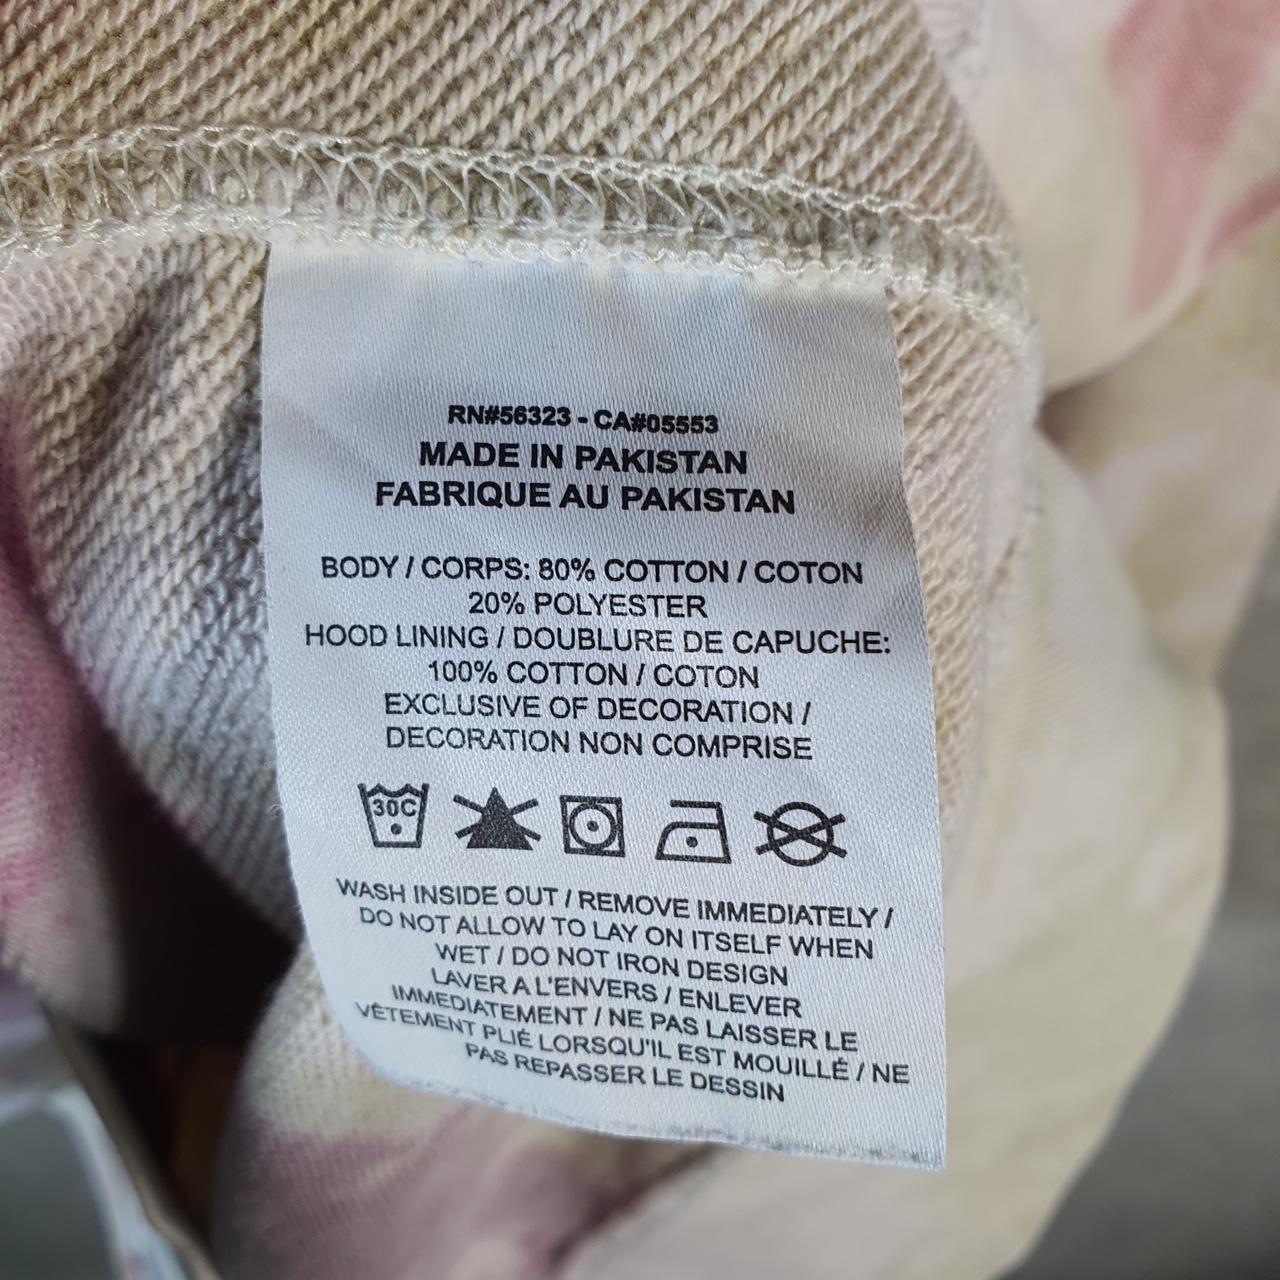 RN#56323 - CA#05553
MADE IN PAKISTAN
FABRIQUE AU PAKISTAN
BODY / CORPS: 80% COTTON / COTON
20% POLYESTER
HOOD LINING / DOUBLURE DE CAPUCHE:
100% COTTON / COTON
EXCLUSIVE OF DECORATION /
DECORATION NON COMPRISE
30C
WASH INSIDE OUT / REMOVE IMMEDIATELY /
DO NOT ALLOW TO LAY ON ITSELF WHEN
WET / DO NOT IRON DESIGN
LAVER A L'ENVERS / ENLEVER
IMMEDIATEMENT / NE PAS LAISSER LE
VÊTEMENT PLIÉ LORSQU'IL EST MOUILLÉ / NE
PAS REPASSER LE DESSIN